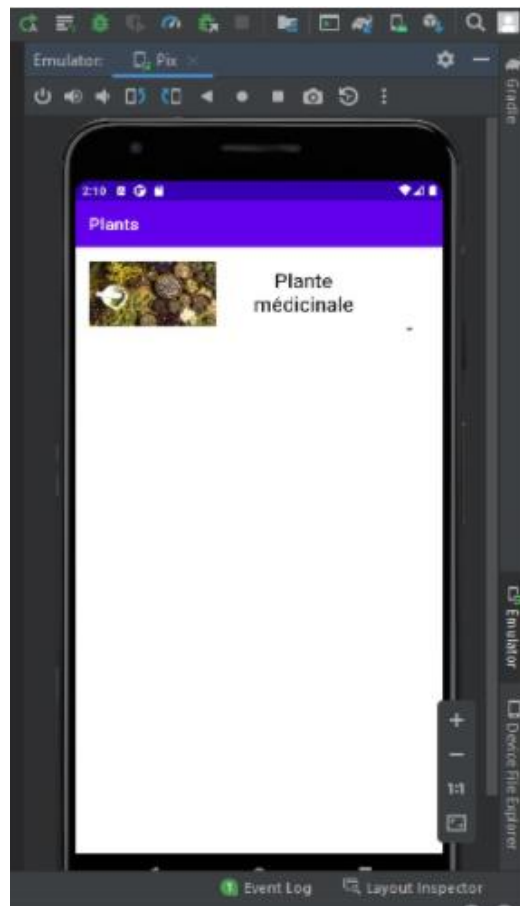 Emulator: Pix
Gradle
2:10
Plants
Plante
médicinale
Emulator
Device File Explorer
1:1
Event Log
Layout Inspector